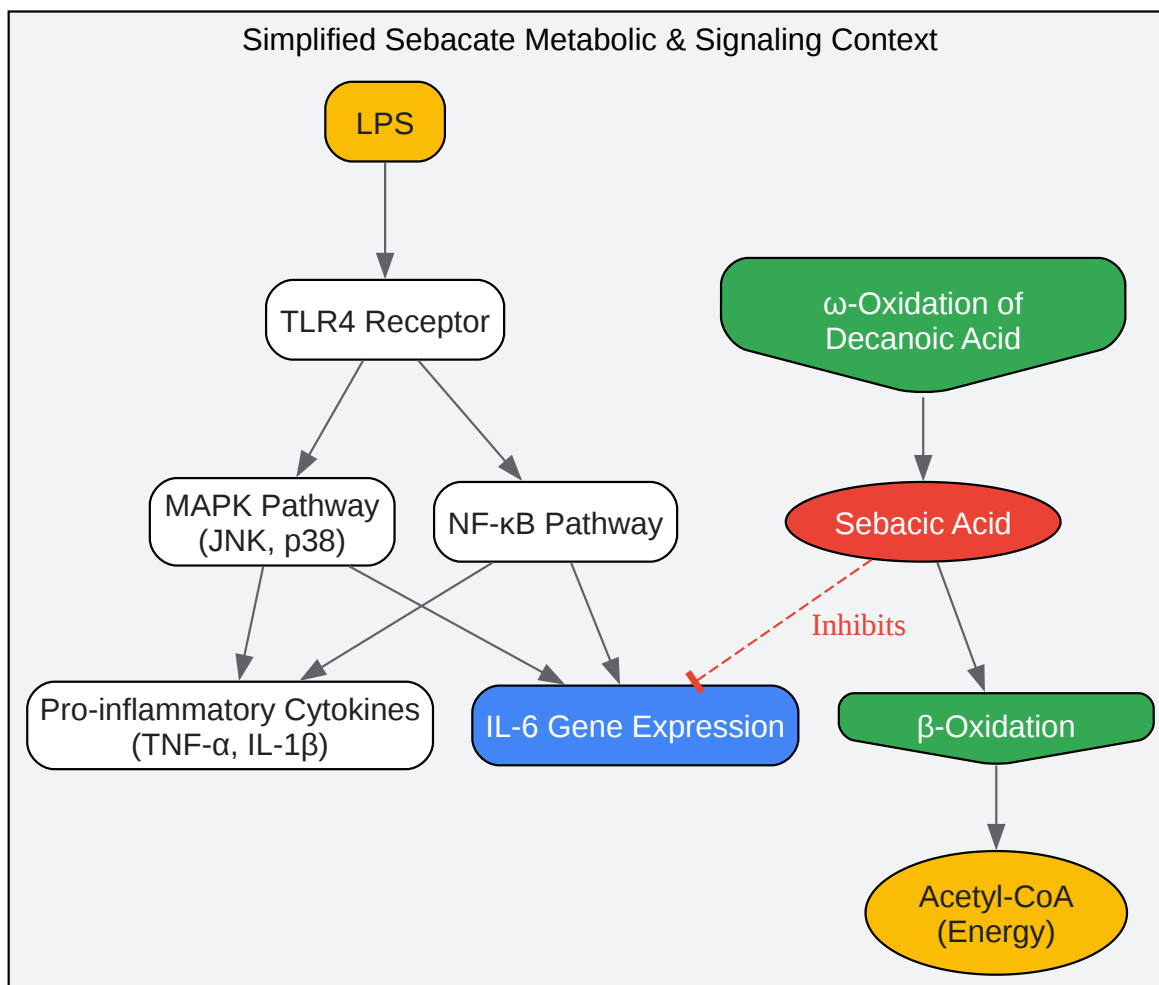 Simplified Sebacate Metabolic & Signaling Context
LPS
TLR4 Receptor
ω-Oxidation of
Decanoic Acid
MAPK Pathway
(JNK, p38)
NF-κB Pathway
Sebacic Acid
Inhibits
Pro-inflammatory Cytokines
(TNF-α, IL-1β)
IL-6 Gene Expression
β-Oxidation
Acetyl-CoA
(Energy)